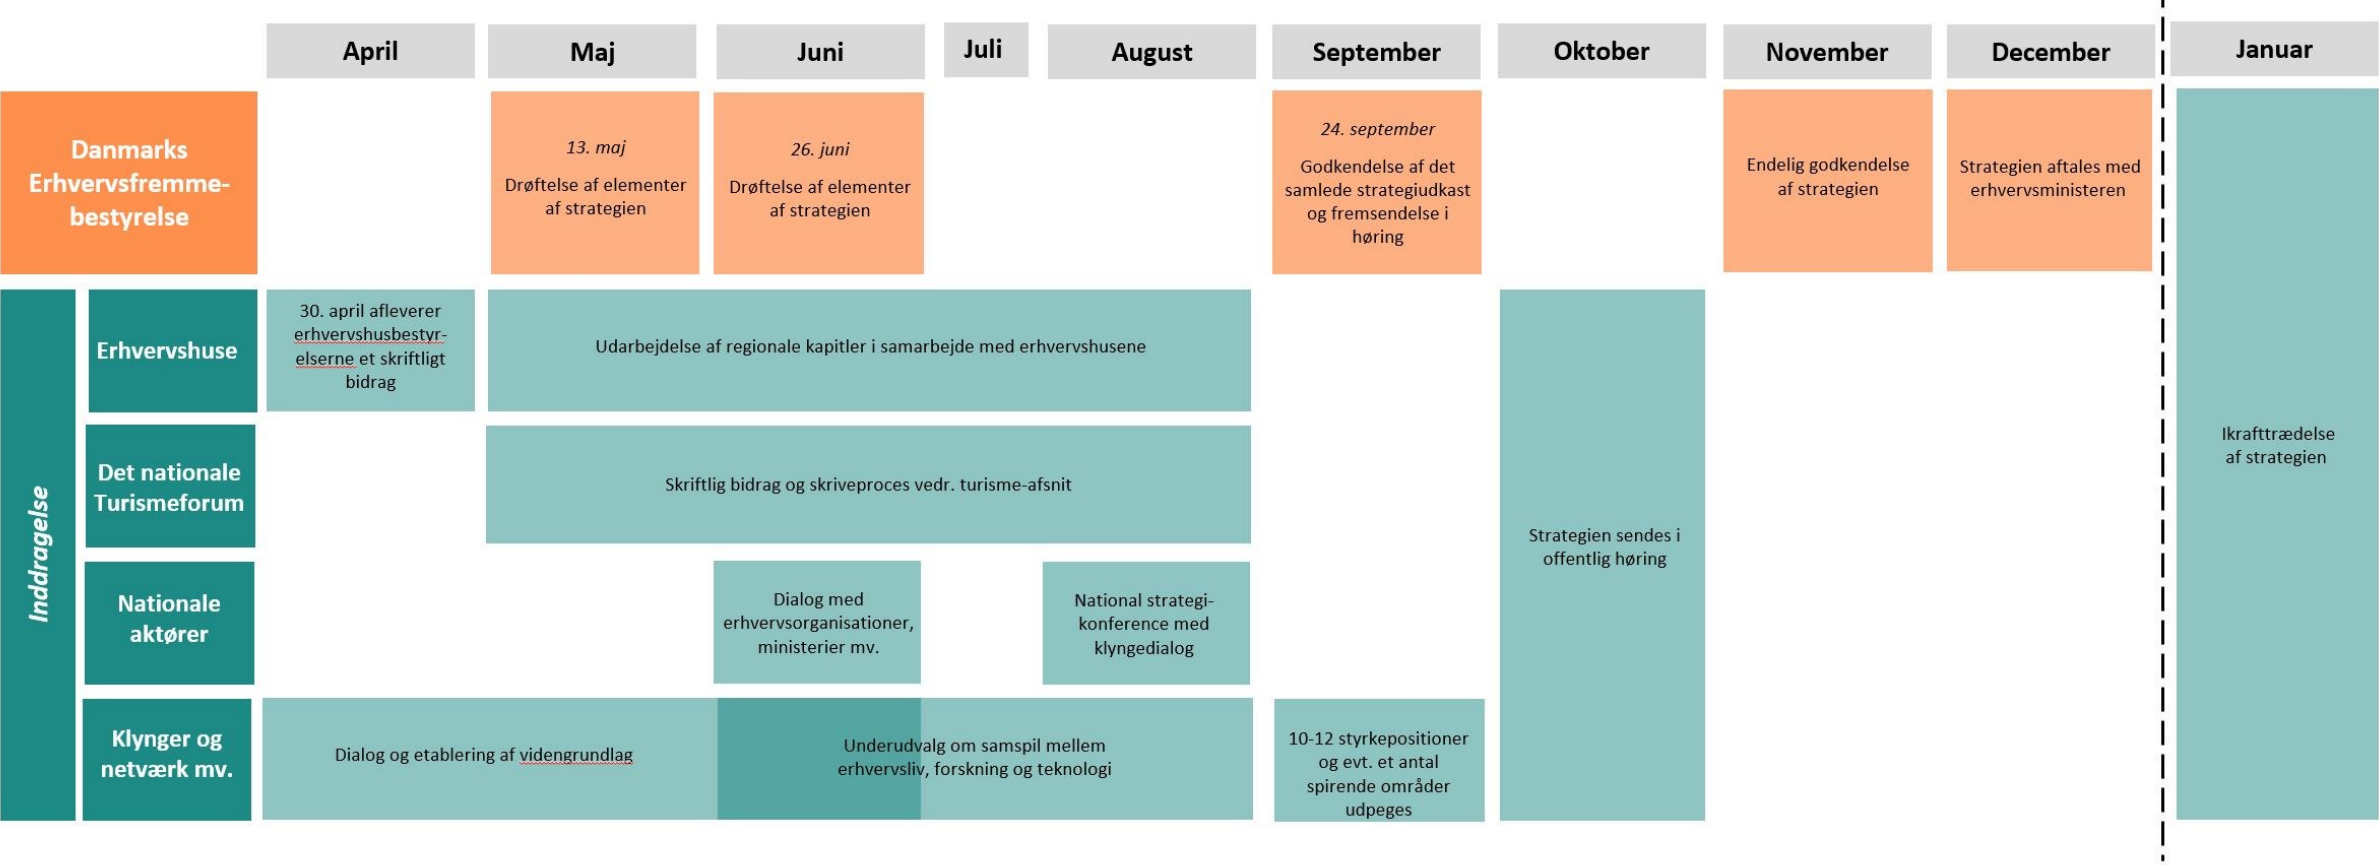 April
Maj
Juni
Juli
August
September
Oktober
November
December
Januar
Danmarks
Erhvervsfremme-
bestyrelse
13. maj
Drøftelse af elementer
af strategien
26. juni
Drøftelse af elementer
af strategien
24. september
Godkendelse af det
samlede strategiudkast
og fremsendelse i
høring
Endelig godkendelse
af strategien
Strategien aftales med
erhvervsministeren
Inddragelse
Erhvervshuse
30. april afleverer
erhvervshusbestyr-
elserne et skriftligt
bidrag
Udarbejdelse af regionale kapitler i samarbejde med erhvervshusene
Det nationale
Turismeforum
Skriftlig bidrag og skriveproces vedr. turisme-afsnit
Nationale
aktører
Dialog med
erhvervsorganisationer,
ministerier mv.
National strategi-
konference med
klyngedialog
Klynger og
netværk mv.
Dialog og etablering af videngrundlag
Underudvalg om samspil mellem
erhvervsliv, forskning og teknologi
10-12 styrkepositioner
og evt. et antal
spirende områder
udpeges
Strategien sendes i
offentlig høring
Ikrafttrædelse
af strategien